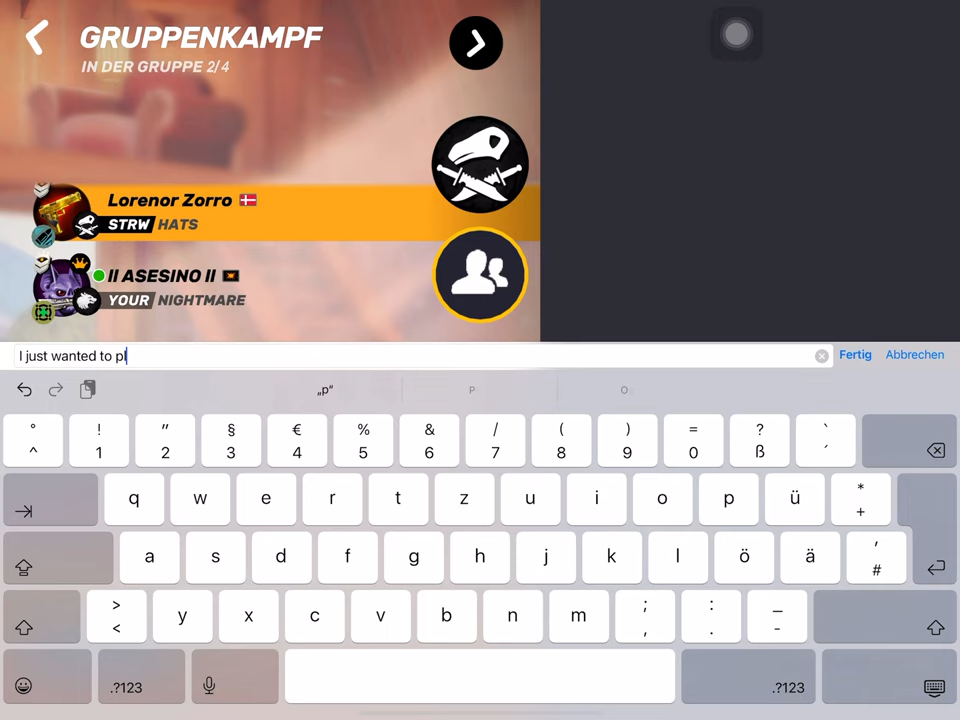 GRUPPENKAMPF
IN DER GRUPPE 2/4
Lorenor Zorro
STRW HATS
II ASESINO II
YOUR NIGHTMARE
I just wanted to pl
Fertig
Abbrechen
„p“ P O
° ! " § € % & / ( ) = ? `
^ 1 2 3 4 5 6 7 8 9 0 ß ´
q w e r t z u i o p ü * +
a s d f g h j k l ö ä ' #
> < y x c v b n m ; , : . _ -
.?123 .?123